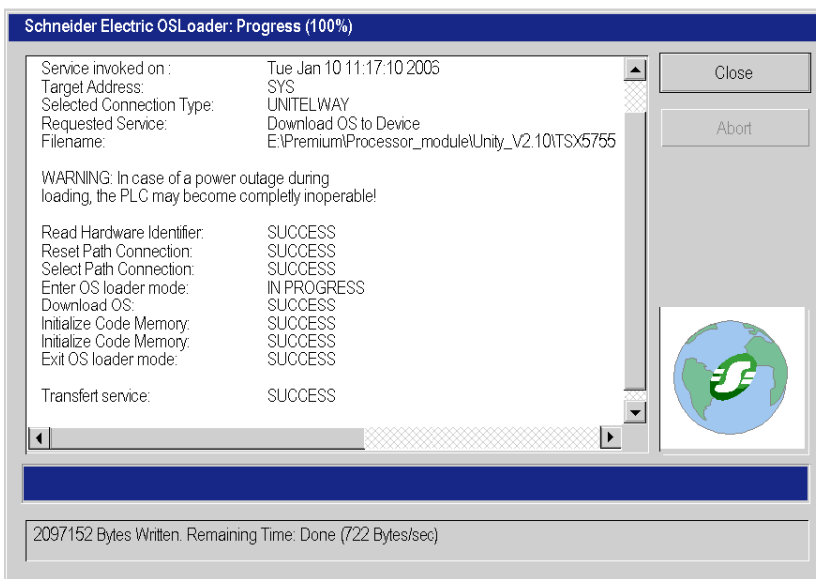 Schneider Electric OSLoader: Progress (100%)
Service invoked on : Tue Jan 10 11:17:10 2006
Target Address: SYS
Selected Connection Type: UNITELWAY
Requested Service: Download OS to Device
Filename: E:\Premium\Processor_module\Unity_V2.10\TSX5755
WARNING: In case of a power outage during
loading, the PLC may become completly inoperable!
Read Hardware Identifier: SUCCESS
Reset Path Connection: SUCCESS
Select Path Connection: SUCCESS
Enter OS loader mode: IN PROGRESS
Download OS: SUCCESS
Initialize Code Memory: SUCCESS
Initialize Code Memory: SUCCESS
Exit OS loader mode: SUCCESS
Transfert service: SUCCESS
Close
Abort
2097152 Bytes Written. Remaining Time: Done (722 Bytes/sec)